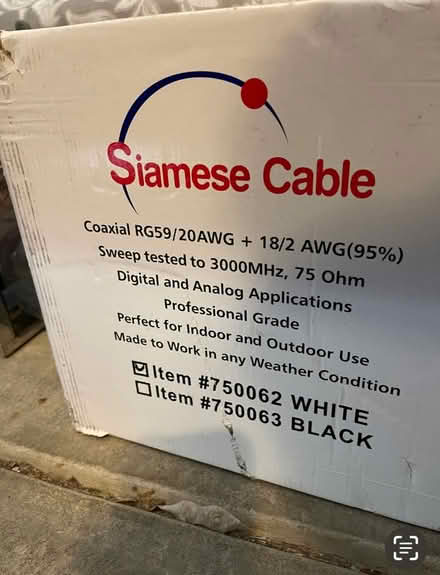 Siamese Cable
Coaxial RG59/20AWG + 18/2 AWG(95%)
Sweep tested to 3000MHz, 75 Ohm
Digital and Analog Applications
Professional Grade
Perfect for Indoor and Outdoor Use
Made to Work in any Weather Condition
☑Item #750062 WHITE
☐Item #750063 BLACK